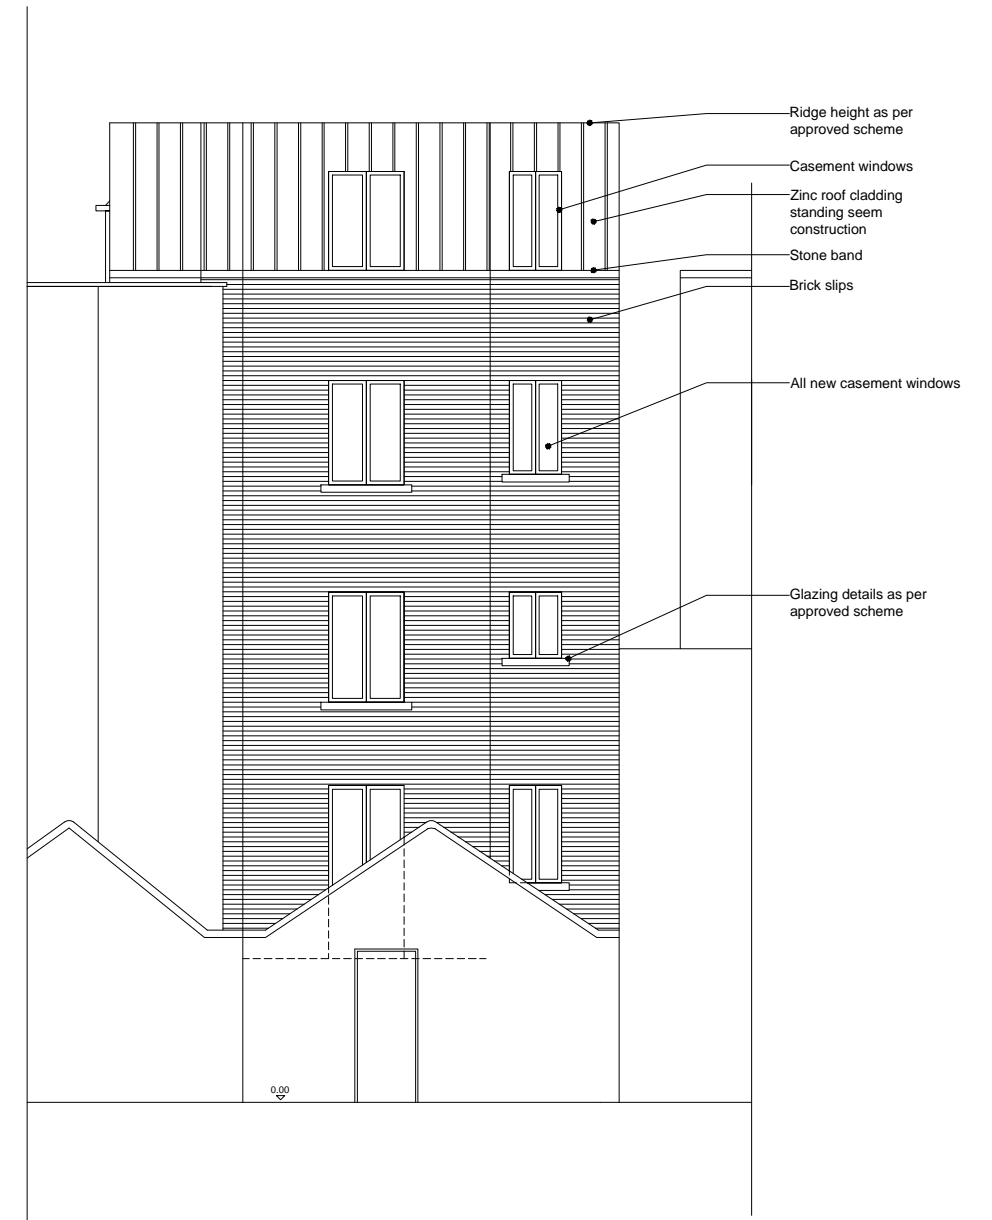 Ridge height as per
approved scheme
Casement windows
Zinc roof cladding
standing seem
construction
Stone band
Brick slips
All new casement windows
Glazing details as per
approved scheme
0.00